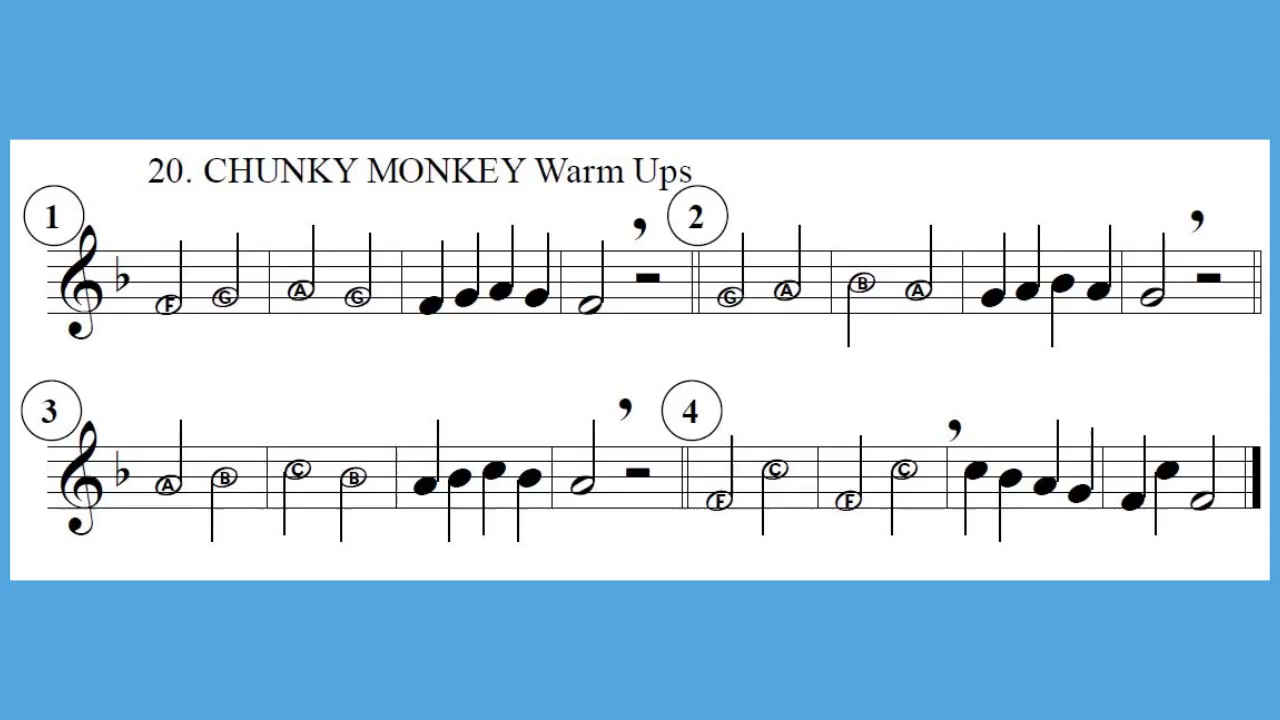 20. CHUNKY MONKEY Warm Ups
1 2
F G A G G A B A
3 4
A B C B F C F C